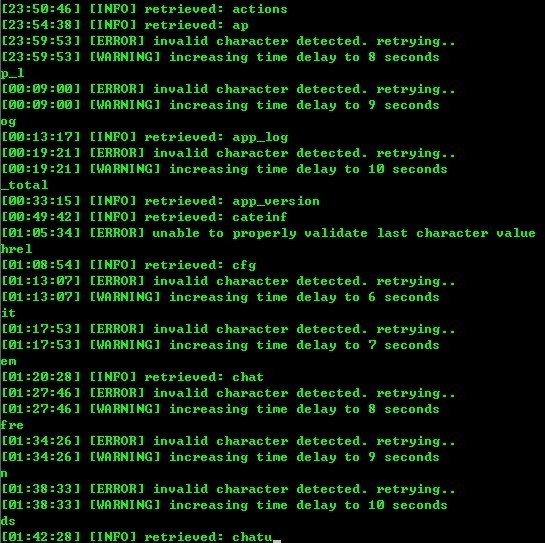 [23:50:46] [INFO] retrieved: actions
[23:54:38] [INFO] retrieved: ap
[23:59:53] [ERROR] invalid character detected. retrying..
[23:59:53] [WARNING] increasing time delay to 8 seconds
p_l
[00:09:00] [ERROR] invalid character detected. retrying..
[00:09:00] [WARNING] increasing time delay to 9 seconds
og
[00:13:17] [INFO] retrieved: app_log
[00:19:21] [ERROR] invalid character detected. retrying..
[00:19:21] [WARNING] increasing time delay to 10 seconds
_total
[00:33:15] [INFO] retrieved: app_version
[00:49:42] [INFO] retrieved: cateinf
[01:05:34] [ERROR] unable to properly validate last character value
hrel
[01:08:54] [INFO] retrieved: cfg
[01:13:07] [ERROR] invalid character detected. retrying..
[01:13:07] [WARNING] increasing time delay to 6 seconds
it
[01:17:53] [ERROR] invalid character detected. retrying..
[01:17:53] [WARNING] increasing time delay to 7 seconds
em
[01:20:28] [INFO] retrieved: chat
[01:27:46] [ERROR] invalid character detected. retrying..
[01:27:46] [WARNING] increasing time delay to 8 seconds
fre
[01:34:26] [ERROR] invalid character detected. retrying..
[01:34:26] [WARNING] increasing time delay to 9 seconds
n
[01:38:33] [ERROR] invalid character detected. retrying..
[01:38:33] [WARNING] increasing time delay to 10 seconds
ds
[01:42:28] [INFO] retrieved: chatu_